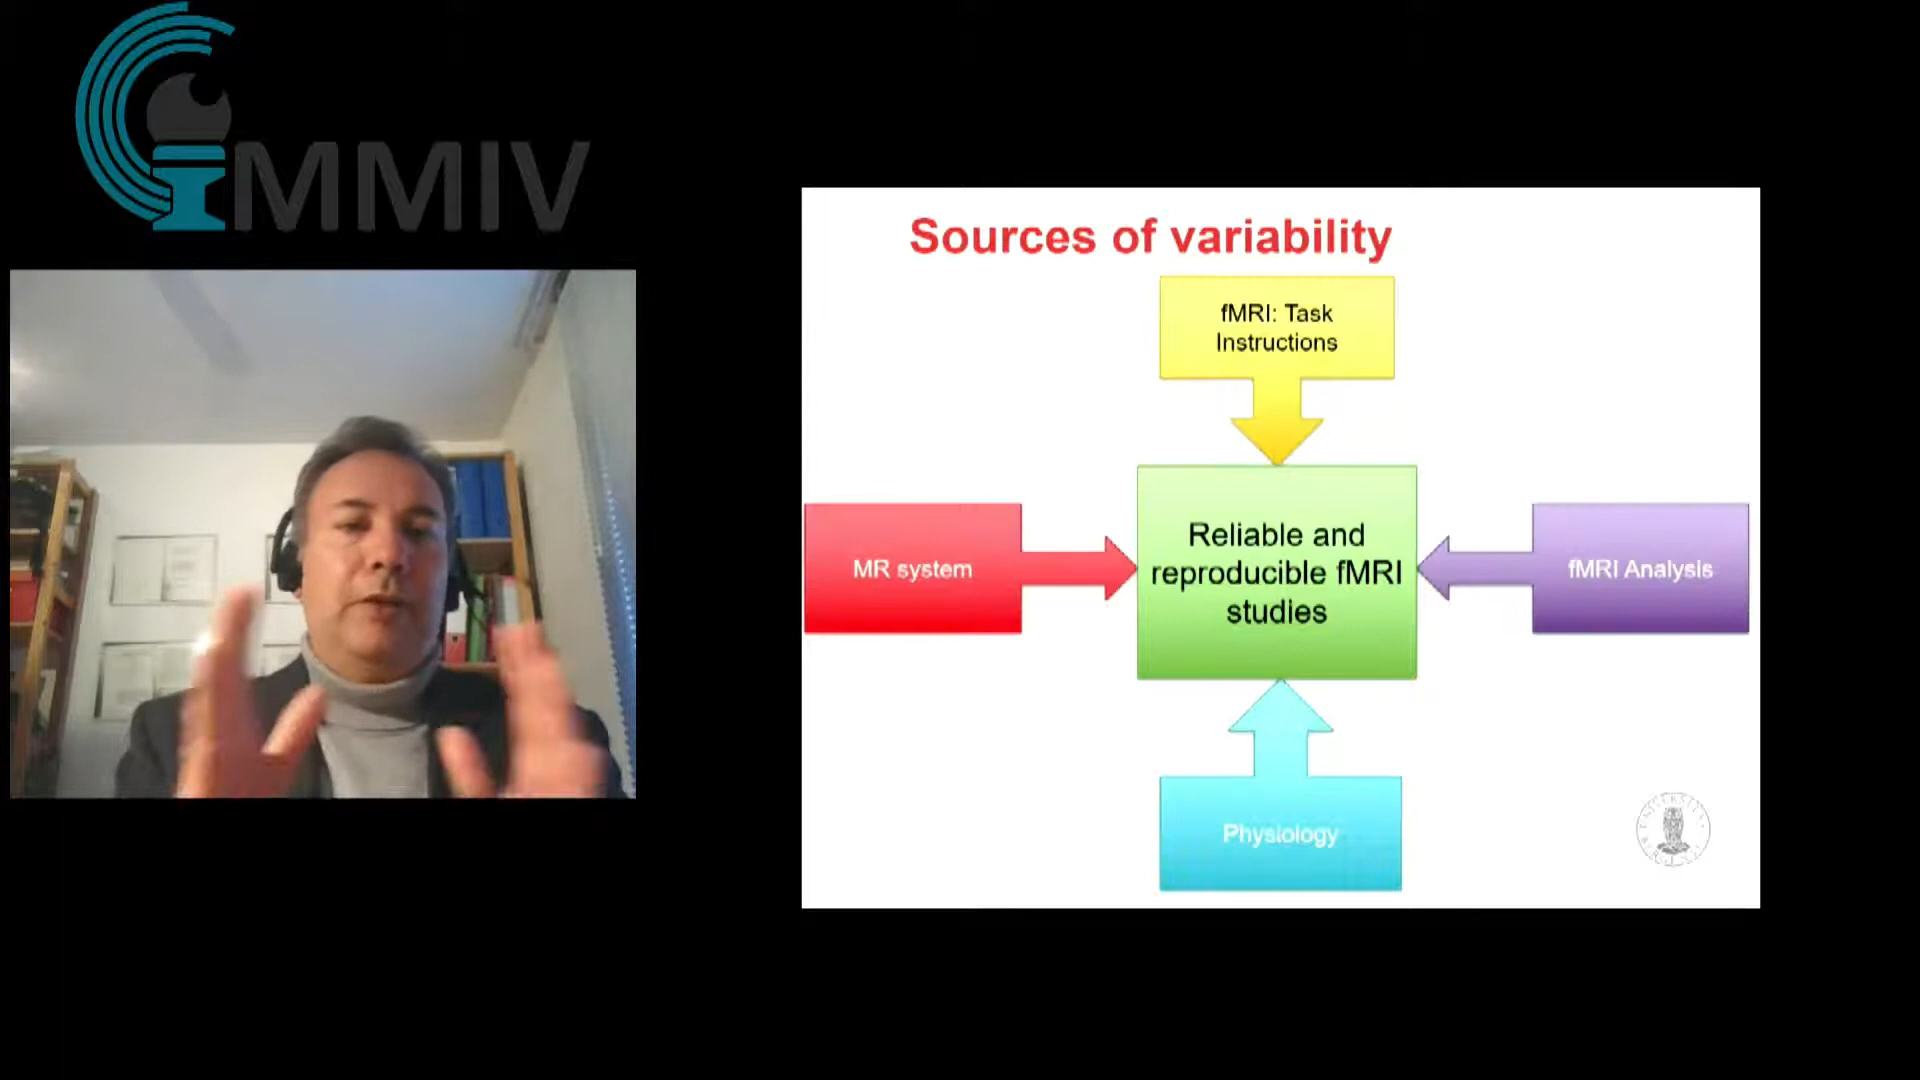 MMIV
Sources of variability
fMRI: Task
Instructions
MR system
Reliable and
reproducible fMRI
studies
fMRI Analysis
Physiology